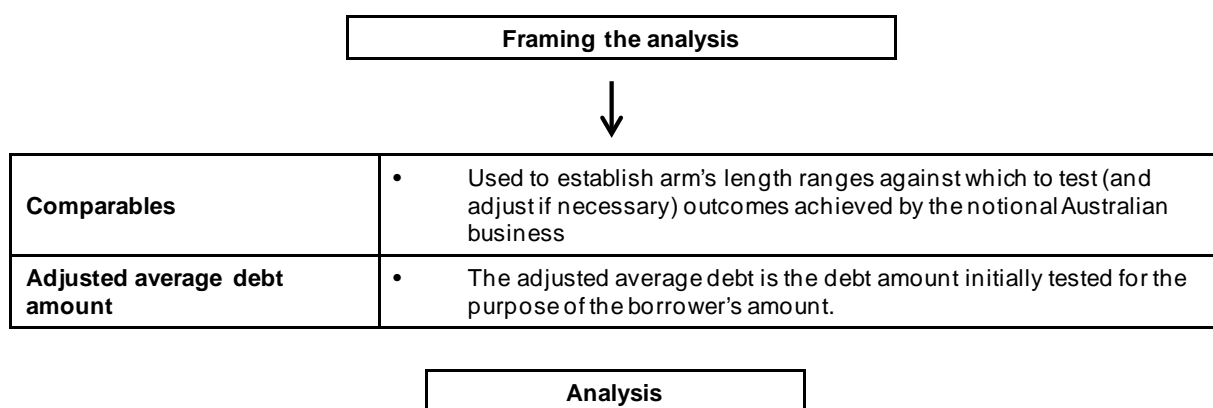 Framing the analysis
Comparables
• Used to establish arm's length ranges against which to test (and
adjust if necessary) outcomes achieved by the notional Australian
business
Adjusted average debt
amount
• The adjusted average debt is the debt amount initially tested for the
purpose of the borrower's amount.
Analysis